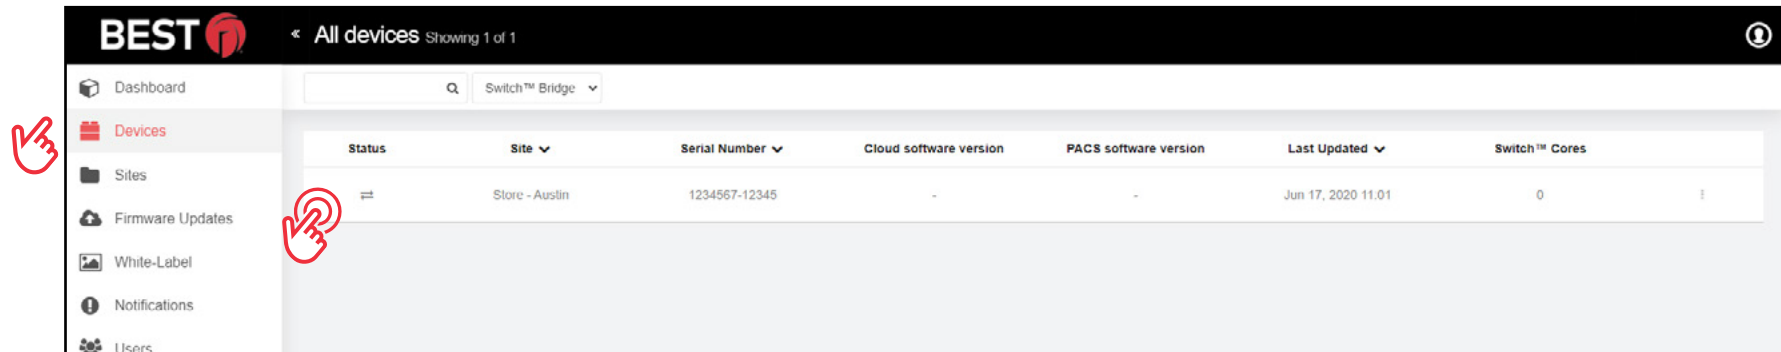 BEST
« All devices Showing 1 of 1
Dashboard
Switch™ Bridge
Devices
Status Site Serial Number Cloud software version PACS software version Last Updated Switch™ Cores
Sites
Store - Austin 1234567-12345 - - Jun 17, 2020 11.01 0
Firmware Updates
White-Label
Notifications
Users